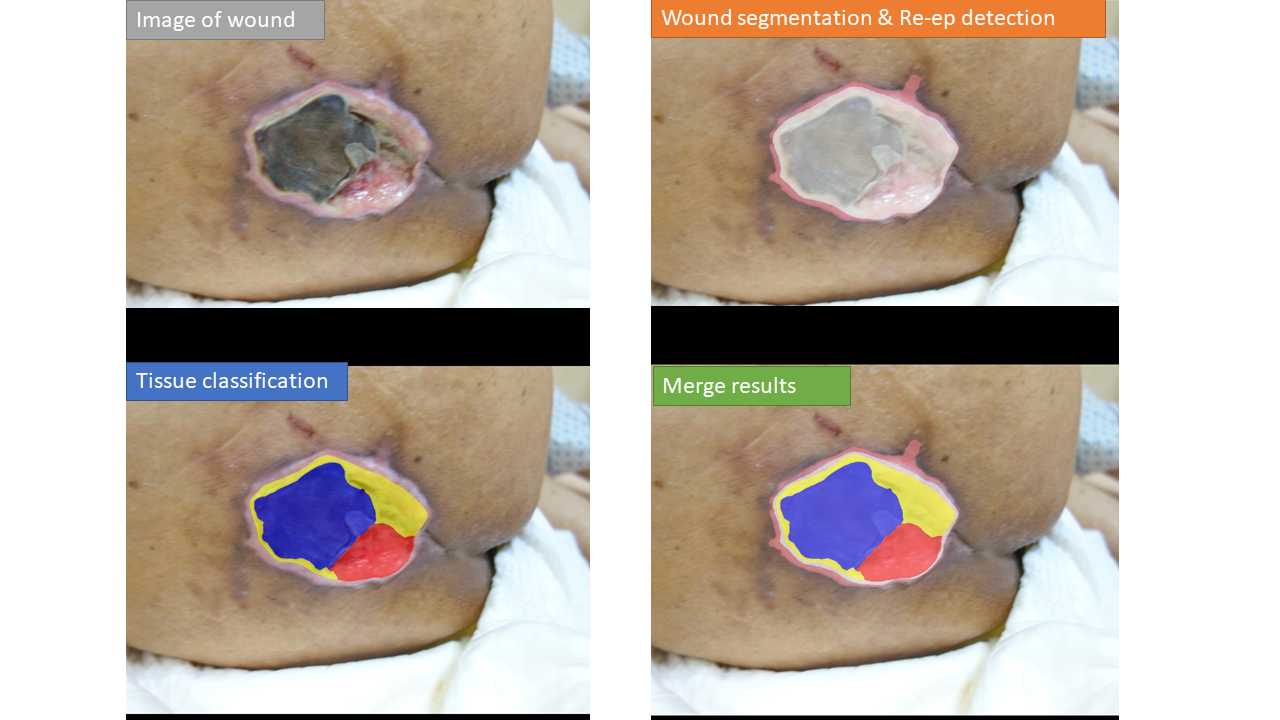 Image of wound
Wound segmentation & Re-ep detection
Tissue classification
Merge results